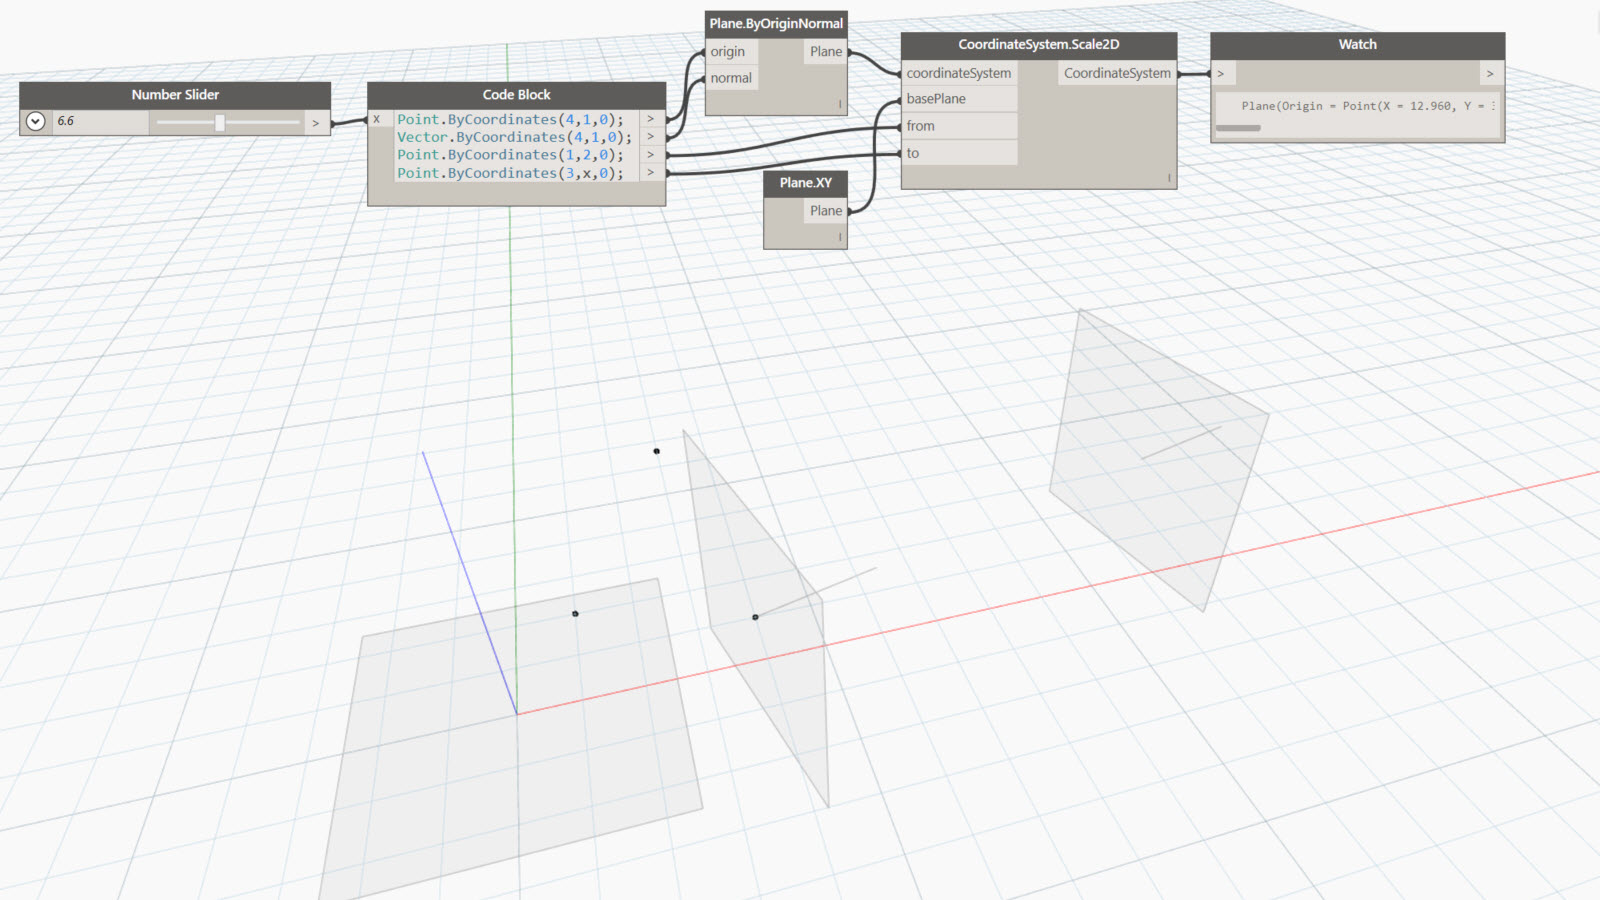 Number Slider
6.6
>
Code Block
x
Point.ByCoordinates(4,1,0); >
Vector.ByCoordinates(4,1,0); >
Point.ByCoordinates(1,2,0); >
Point.ByCoordinates(3,x,0); >
Plane.ByOriginNormal
origin Plane
normal
Plane.XY
Plane
CoordinateSystem.Scale2D
coordinateSystem CoordinateSystem
basePlane
from
to
Watch
> >
Plane(Origin = Point(X = 12.960, Y =